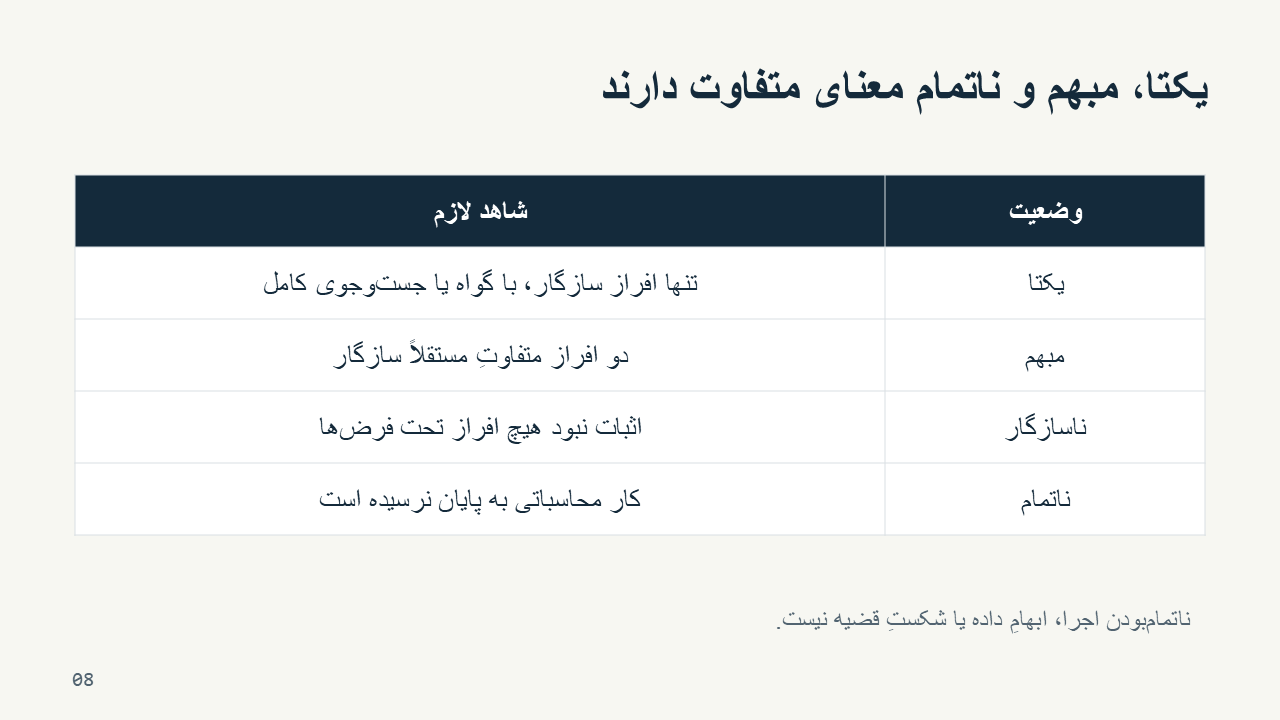 یکتا، مبهم و ناتمام معنای متفاوت دارند
وضعیت
شاهد لازم
یکتا
تنها افراز سازگار، با گواه یا جست‌وجوی کامل
مبهم
دو افراز متفاوتِ مستقلاً سازگار
ناسازگار
اثبات نبود هیچ افراز تحت فرض‌ها
ناتمام
کار محاسباتی به پایان نرسیده است
ناتمام‌بودن اجرا، ابهامِ داده یا شکستِ قضیه نیست.
08